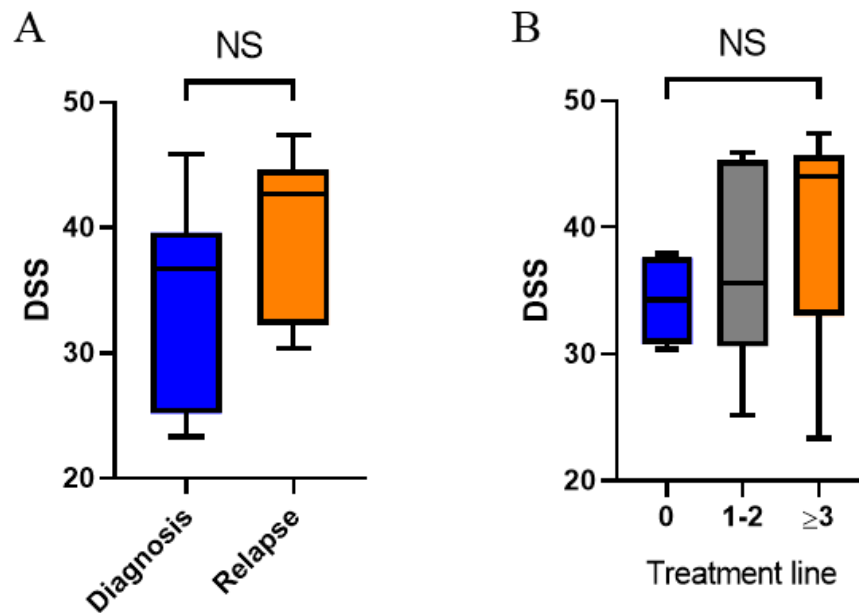 A
NS
50
40
30
20
DSS
Diagnosis
Relapse
B
NS
50
40
30
20
DSS
0 1-2 ≥3
Treatment line